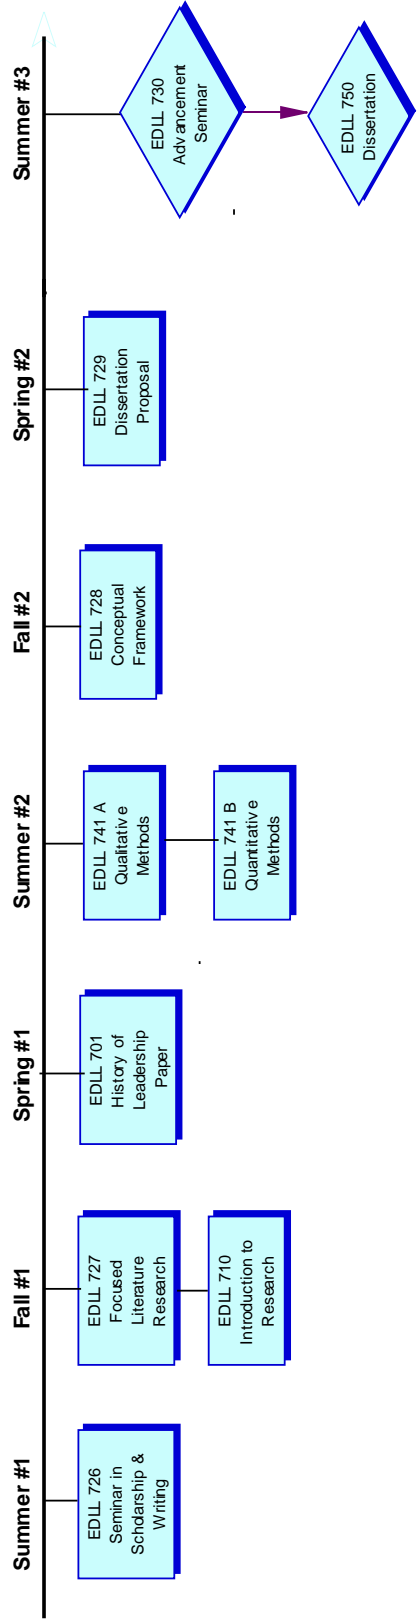 Summer #1
EDLL 726
Seminar in
Scholarship &
Writing
Fall #1
EDLL 727
Focused
Literature
Research
EDLL 710
Introduction to
Research
Spring #1
EDLL 701
History of
Leadership
Paper
Summer #2
EDLL 741 A
Qualitative
Methods
EDLL 741 B
Quantitative
Methods
Fall #2
EDLL 728
Conceptual
Framework
Spring #2
EDLL 729
Dissertation
Proposal
Summer #3
EDLL 730
Advancement
Seminar
EDLL 750
Dissertation